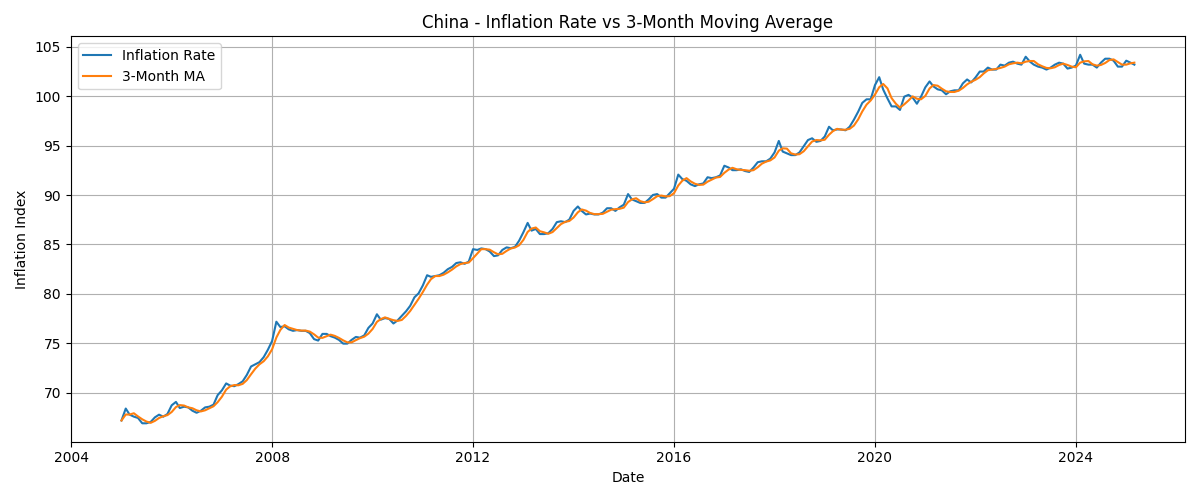 China - Inflation Rate vs 3-Month Moving Average
Inflation Rate
3-Month MA
Inflation Index
105
100
95
90
85
80
75
70
2004
2008
2012
2016
2020
2024
Date